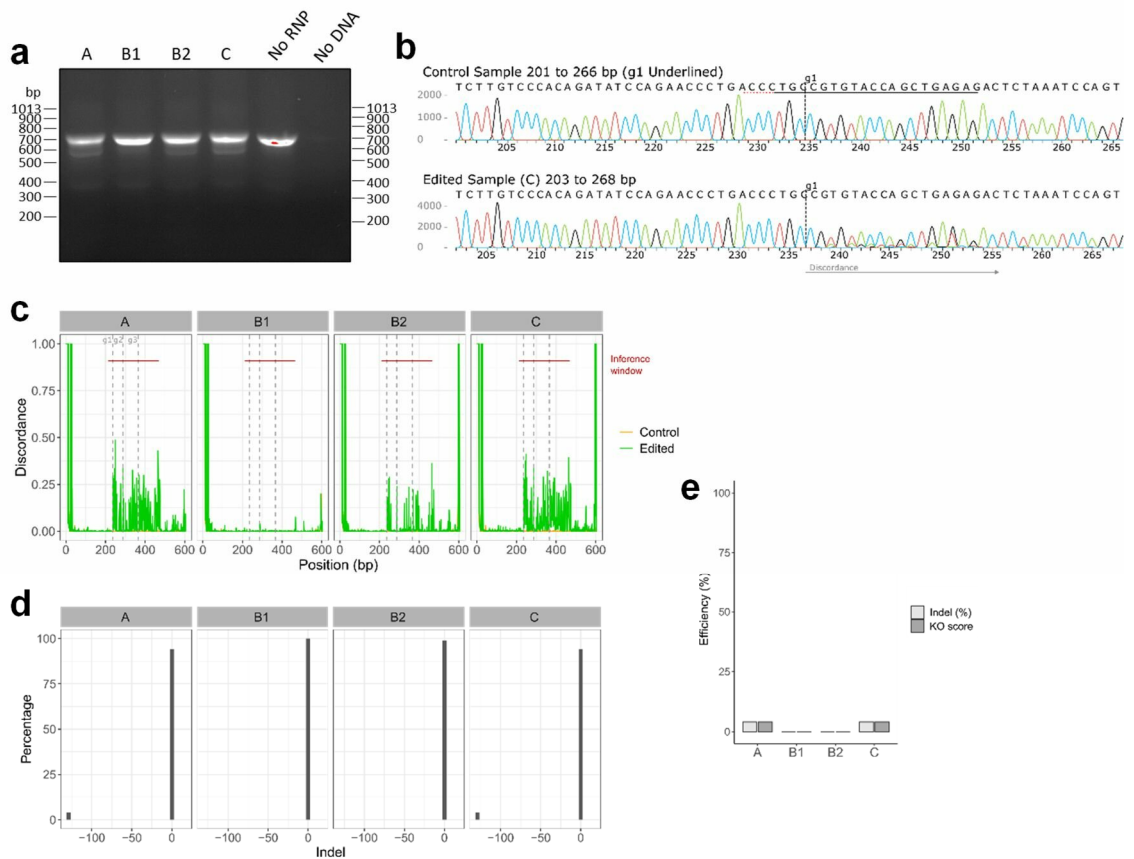 a
A B1 B2 C No RNP No DNA
bp
1013 1013
900 900
800 800
700 700
600 600
500 500
400 400
300 300
200 200
b
Control Sample 201 to 266 bp (g1 Underlined)
g1
TCTTGTCCCACAGATATCCAGAACCCTGACCCTGGCGTGTACCAGCTGAGAGACTCTAAATCCAGT
2000
1000
0
205 210 215 220 225 230 235 240 245 250 255 260 265
Edited Sample (C) 203 to 268 bp
g1
TCTTGTCCCACAGATATCCAGAACCCTGACCCTGGCGTGTACCAGCTGAGAGACTCTAAATCCAGT
4000
2000
0
205 210 215 220 225 230 235 240 245 250 255 260 265
Discordance
c
A B1 B2 C
g1 g2 g3
1.00
0.75
0.50
0.25
0.00
Discordance
Inference
window
Control
Edited
0 200 400 600 0 200 400 600 0 200 400 600 0 200 400 600
Position (bp)
d
A B1 B2 C
100
75
50
25
0
Percentage
−100 −50 0 −100 −50 0 −100 −50 0 −100 −50 0
Indel
e
100
75
50
25
0
Efficiency (%)
Indel (%)
KO score
A B1 B2 C